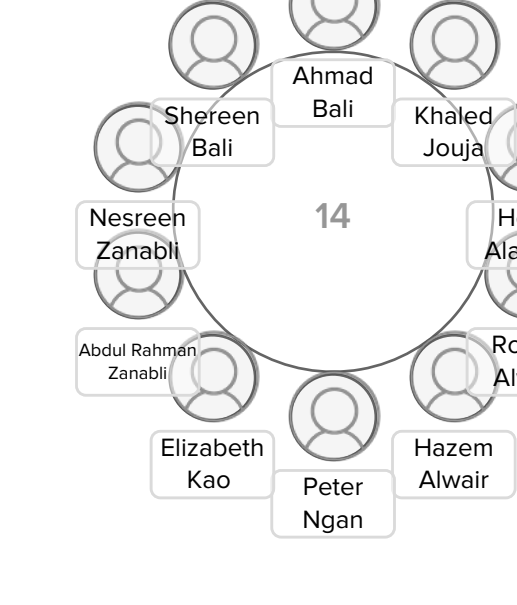 Ahmad
Bali
Shereen
Bali
Khaled
Jouja
Nesreen
Zanabli
14
Abdul Rahman
Zanabli
Elizabeth
Kao
Peter
Ngan
Hazem
Alwair